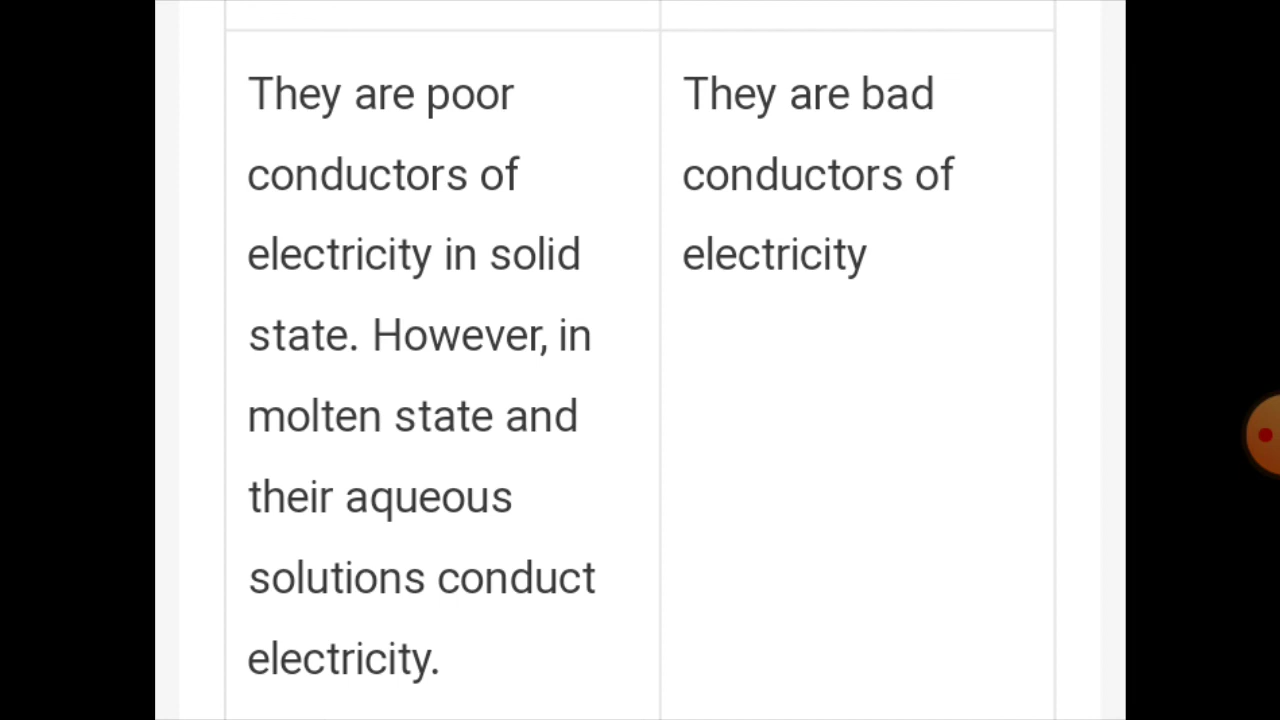 They are poor
conductors of
electricity in solid
state. However, in
molten state and
their aqueous
solutions conduct
electricity.
They are bad
conductors of
electricity